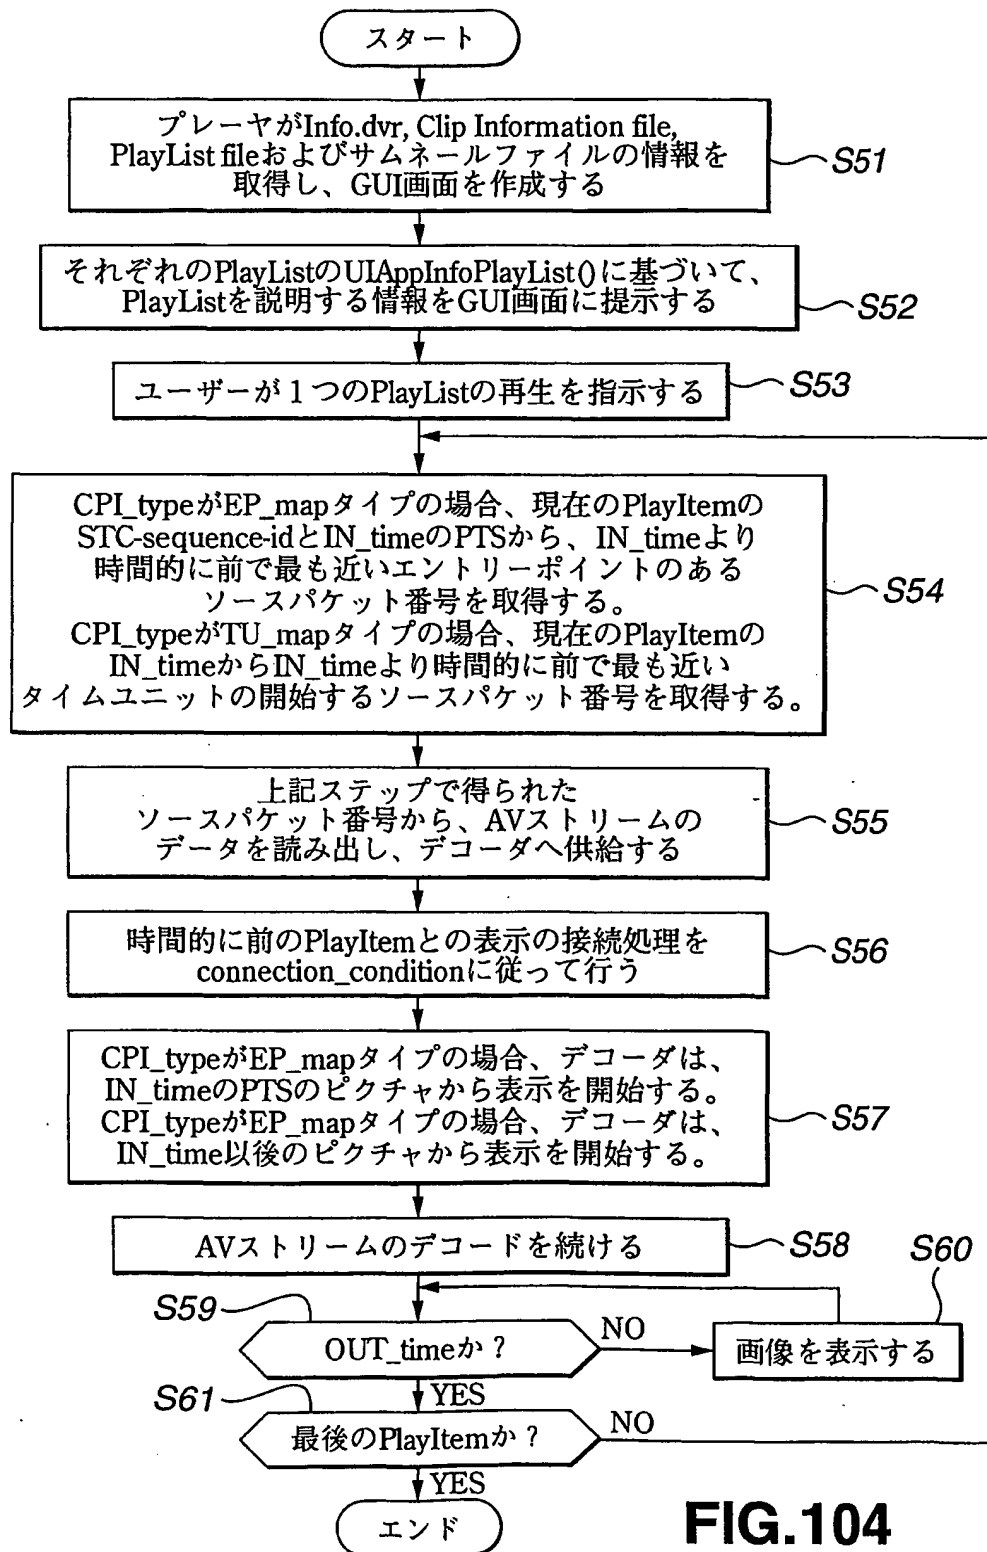 スタート
プレーヤがInfo.dvr, Clip Information file,
PlayList fileおよびサムネールファイルの情報を
取得し、GUI画面を作成する
S51
それぞれのPlayListのUIAppInfoPlayList()に基づいて、
PlayListを説明する情報をGUI画面に提示する
S52
ユーザーが1つのPlayListの再生を指示する
S53
CPI_typeがEP_mapタイプの場合、現在のPlayItemの
STC-sequence-idとIN_timeのPTSから、IN_timeより
時間的に前で最も近いエントリーポイントのある
ソースパケット番号を取得する。
CPI_typeがTU_mapタイプの場合、現在のPlayItemの
IN_timeからIN_timeより時間的に前で最も近い
タイムユニットの開始するソースパケット番号を取得する。
S54
上記ステップで得られた
ソースパケット番号から、AVストリームの
データを読み出し、デコーダへ供給する
S55
時間的に前のPlayItemとの表示の接続処理を
connection_conditionに従って行う
S56
CPI_typeがEP_mapタイプの場合、デコーダは、
IN_timeのPTSのピクチャから表示を開始する。
CPI_typeがEP_mapタイプの場合、デコーダは、
IN_time以後のピクチャから表示を開始する。
S57
AVストリームのデコードを続ける
S58
S60
S59
OUT_timeか?
NO
画像を表示する
YES
S61
最後のPlayItemか?
NO
YES
エンド
FIG.104